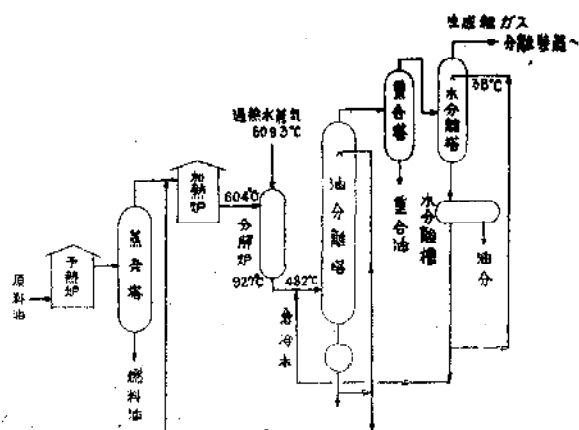 生成粗ガス
分離装置へ
38℃
過熱水蒸気
6093℃
重合塔
水分離塔
加熱炉
604℃
油分離塔
分解炉
重合油
水分離槽
油分
蒸発塔
予熱炉
原料油
927℃
482℃
急冷水
燃料油